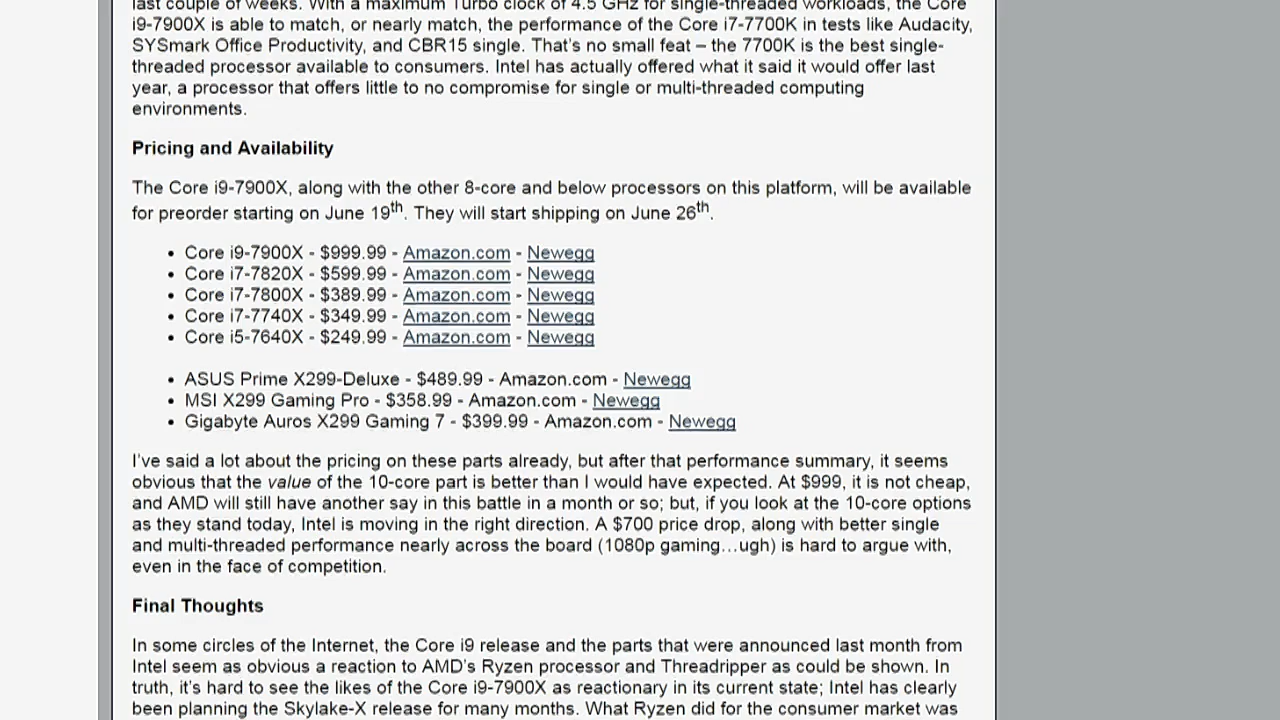 last couple of weeks. With a maximum Turbo clock of 4.5 GHz for single-threaded workloads, the Core
i9-7900X is able to match, or nearly match, the performance of the Core i7-7700K in tests like Audacity,
SYSmark Office Productivity, and CBR15 single. That's no small feat – the 7700K is the best single-
threaded processor available to consumers. Intel has actually offered what it said it would offer last
year, a processor that offers little to no compromise for single or multi-threaded computing
environments.
Pricing and Availability
The Core i9-7900X, along with the other 8-core and below processors on this platform, will be available
for preorder starting on June 19th. They will start shipping on June 26th.
• Core i9-7900X - $999.99 - Amazon.com - Newegg
• Core i7-7820X - $599.99 - Amazon.com - Newegg
• Core i7-7800X - $389.99 - Amazon.com - Newegg
• Core i7-7740X - $349.99 - Amazon.com - Newegg
• Core i5-7640X - $249.99 - Amazon.com - Newegg
• ASUS Prime X299-Deluxe - $489.99 - Amazon.com - Newegg
• MSI X299 Gaming Pro - $358.99 - Amazon.com - Newegg
• Gigabyte Auros X299 Gaming 7 - $399.99 - Amazon.com - Newegg
I've said a lot about the pricing on these parts already, but after that performance summary, it seems
obvious that the value of the 10-core part is better than I would have expected. At $999, it is not cheap,
and AMD will still have another say in this battle in a month or so; but, if you look at the 10-core options
as they stand today, Intel is moving in the right direction. A $700 price drop, along with better single
and multi-threaded performance nearly across the board (1080p gaming…ugh) is hard to argue with,
even in the face of competition.
Final Thoughts
In some circles of the Internet, the Core i9 release and the parts that were announced last month from
Intel seem as obvious a reaction to AMD's Ryzen processor and Threadripper as could be shown. In
truth, it's hard to see the likes of the Core i9-7900X as reactionary in its current state; Intel has clearly
been planning the Skylake-X release for many months. What Ryzen did for the consumer market was